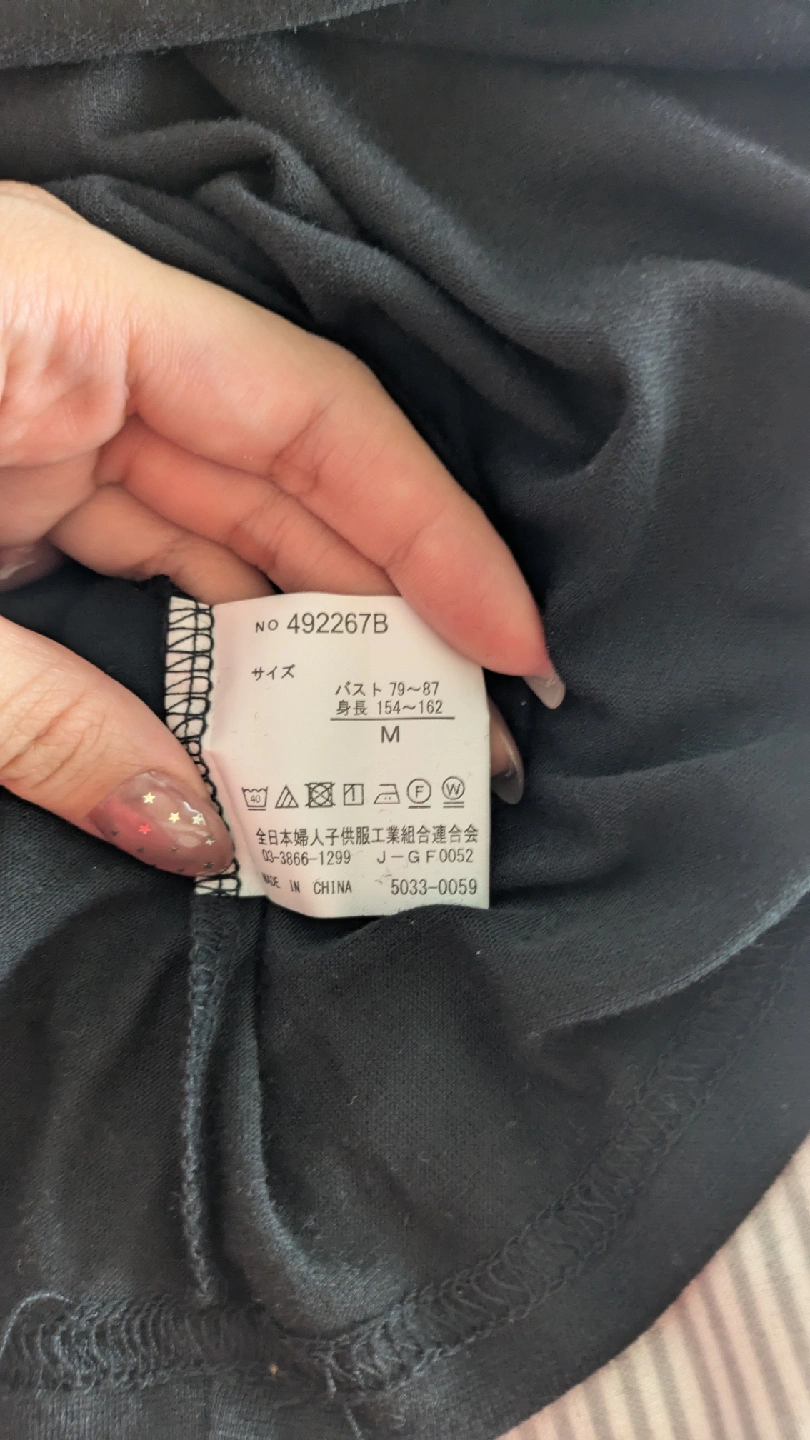 NO 492267B
サイズ
バスト 79～87
身長 154～162
M
40 F W
全日本婦人子供服工業組合連合会
03-3866-1299 J－GF0052
MADE IN CHINA 5033-0059